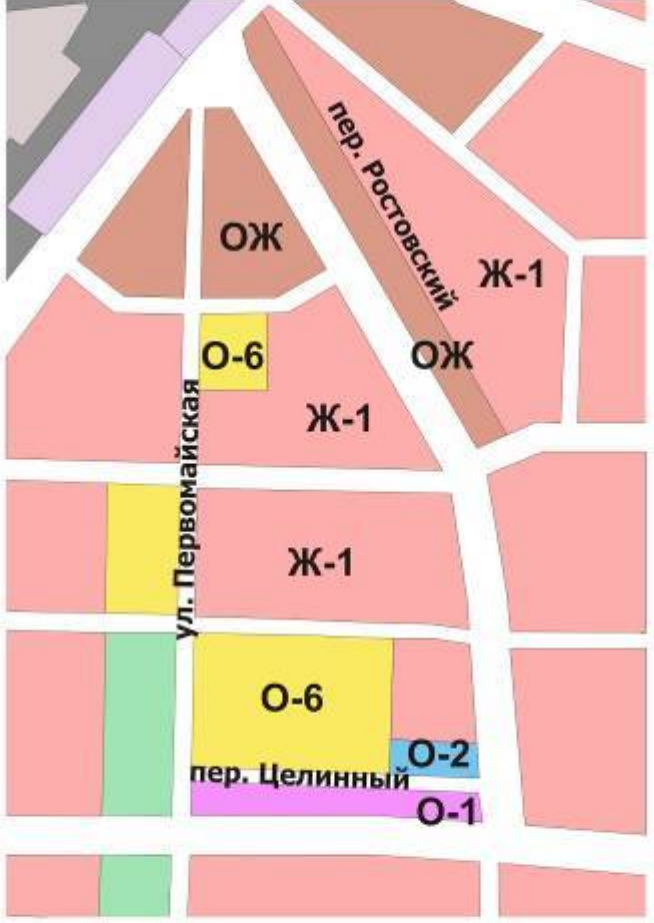 пер. Ростовский
ОЖ
Ж-1
О-6
ОЖ
Ж-1
ул. Первомайская
Ж-1
О-6
О-2
пер. Целинный
О-1